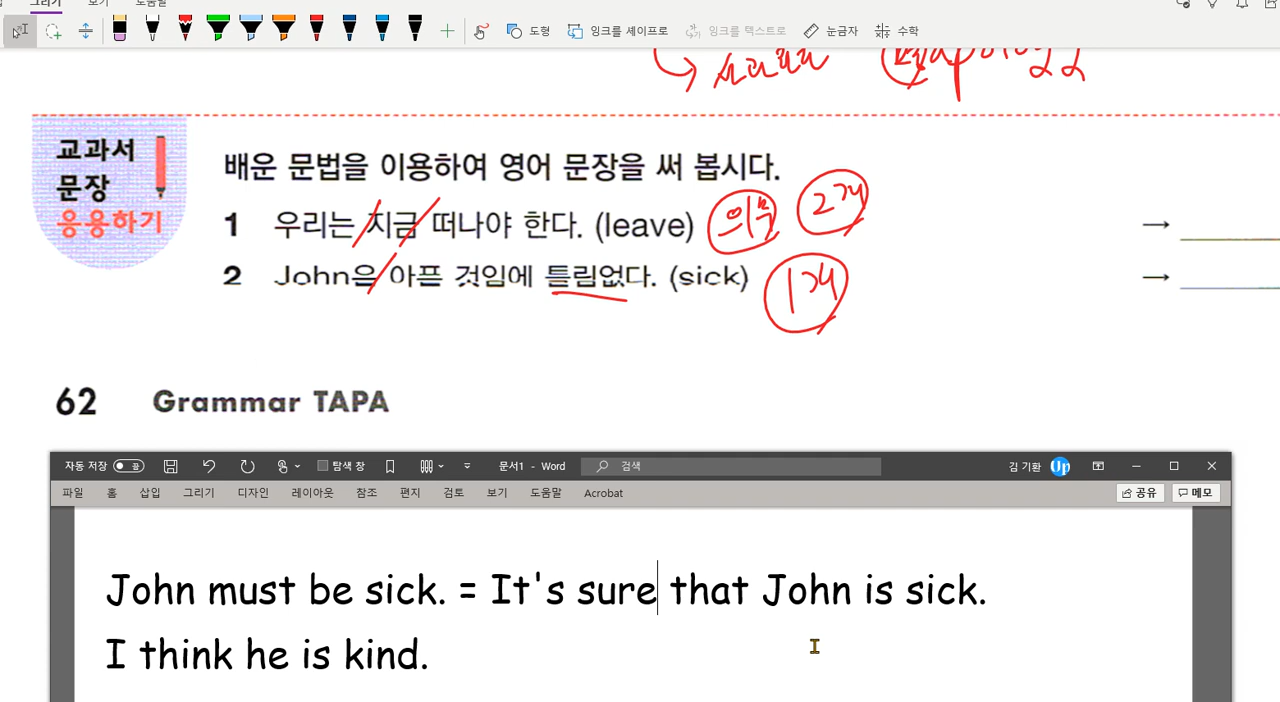 그리기 보기 도움말
도형 잉크를 셰이프로 잉크를 텍스트로 눈금자 수학
교과서
문장
응용하기
배운 문법을 이용하여 영어 문장을 써 봅시다.
1 우리는 지금 떠나야 한다. (leave) 의무 2개 →
2 John은 아픈 것임에 틀림없다. (sick) 1개 →
62 Grammar TAPA
자동 저장 끔 탐색 창 문서1 - Word 검색 김 기환 Up
파일 홈 삽입 그리기 디자인 레이아웃 참조 편지 검토 보기 도움말 Acrobat 공유 메모
John must be sick. = It's sure that John is sick.
I think he is kind.